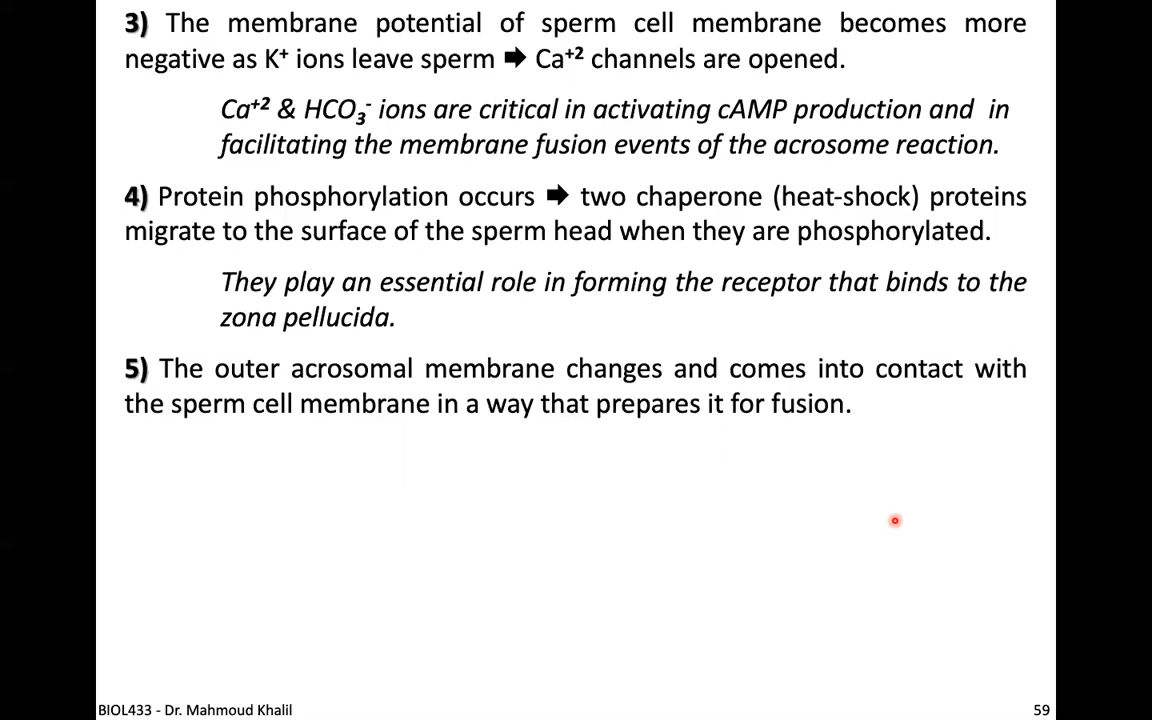 3) The membrane potential of sperm cell membrane becomes more
negative as K⁺ ions leave sperm ➡ Ca⁺² channels are opened.
Ca⁺² & HCO₃⁻ ions are critical in activating cAMP production and in
facilitating the membrane fusion events of the acrosome reaction.
4) Protein phosphorylation occurs ➡ two chaperone (heat-shock) proteins
migrate to the surface of the sperm head when they are phosphorylated.
They play an essential role in forming the receptor that binds to the
zona pellucida.
5) The outer acrosomal membrane changes and comes into contact with
the sperm cell membrane in a way that prepares it for fusion.
BIOL433 - Dr. Mahmoud Khalil
59